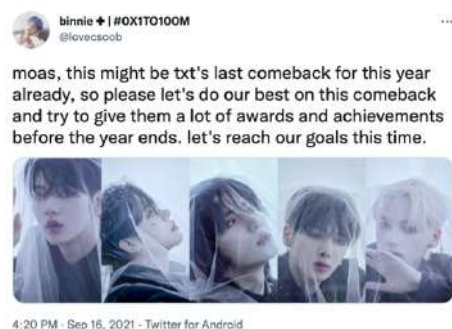 binnie ✦ | #0X1TO10OM
@lovecsoob
moas, this might be txt's last comeback for this year
already, so please let's do our best on this comeback
and try to give them a lot of awards and achievements
before the year ends. let's reach our goals this time.
4:20 PM · Sep 16, 2021 · Twitter for Android